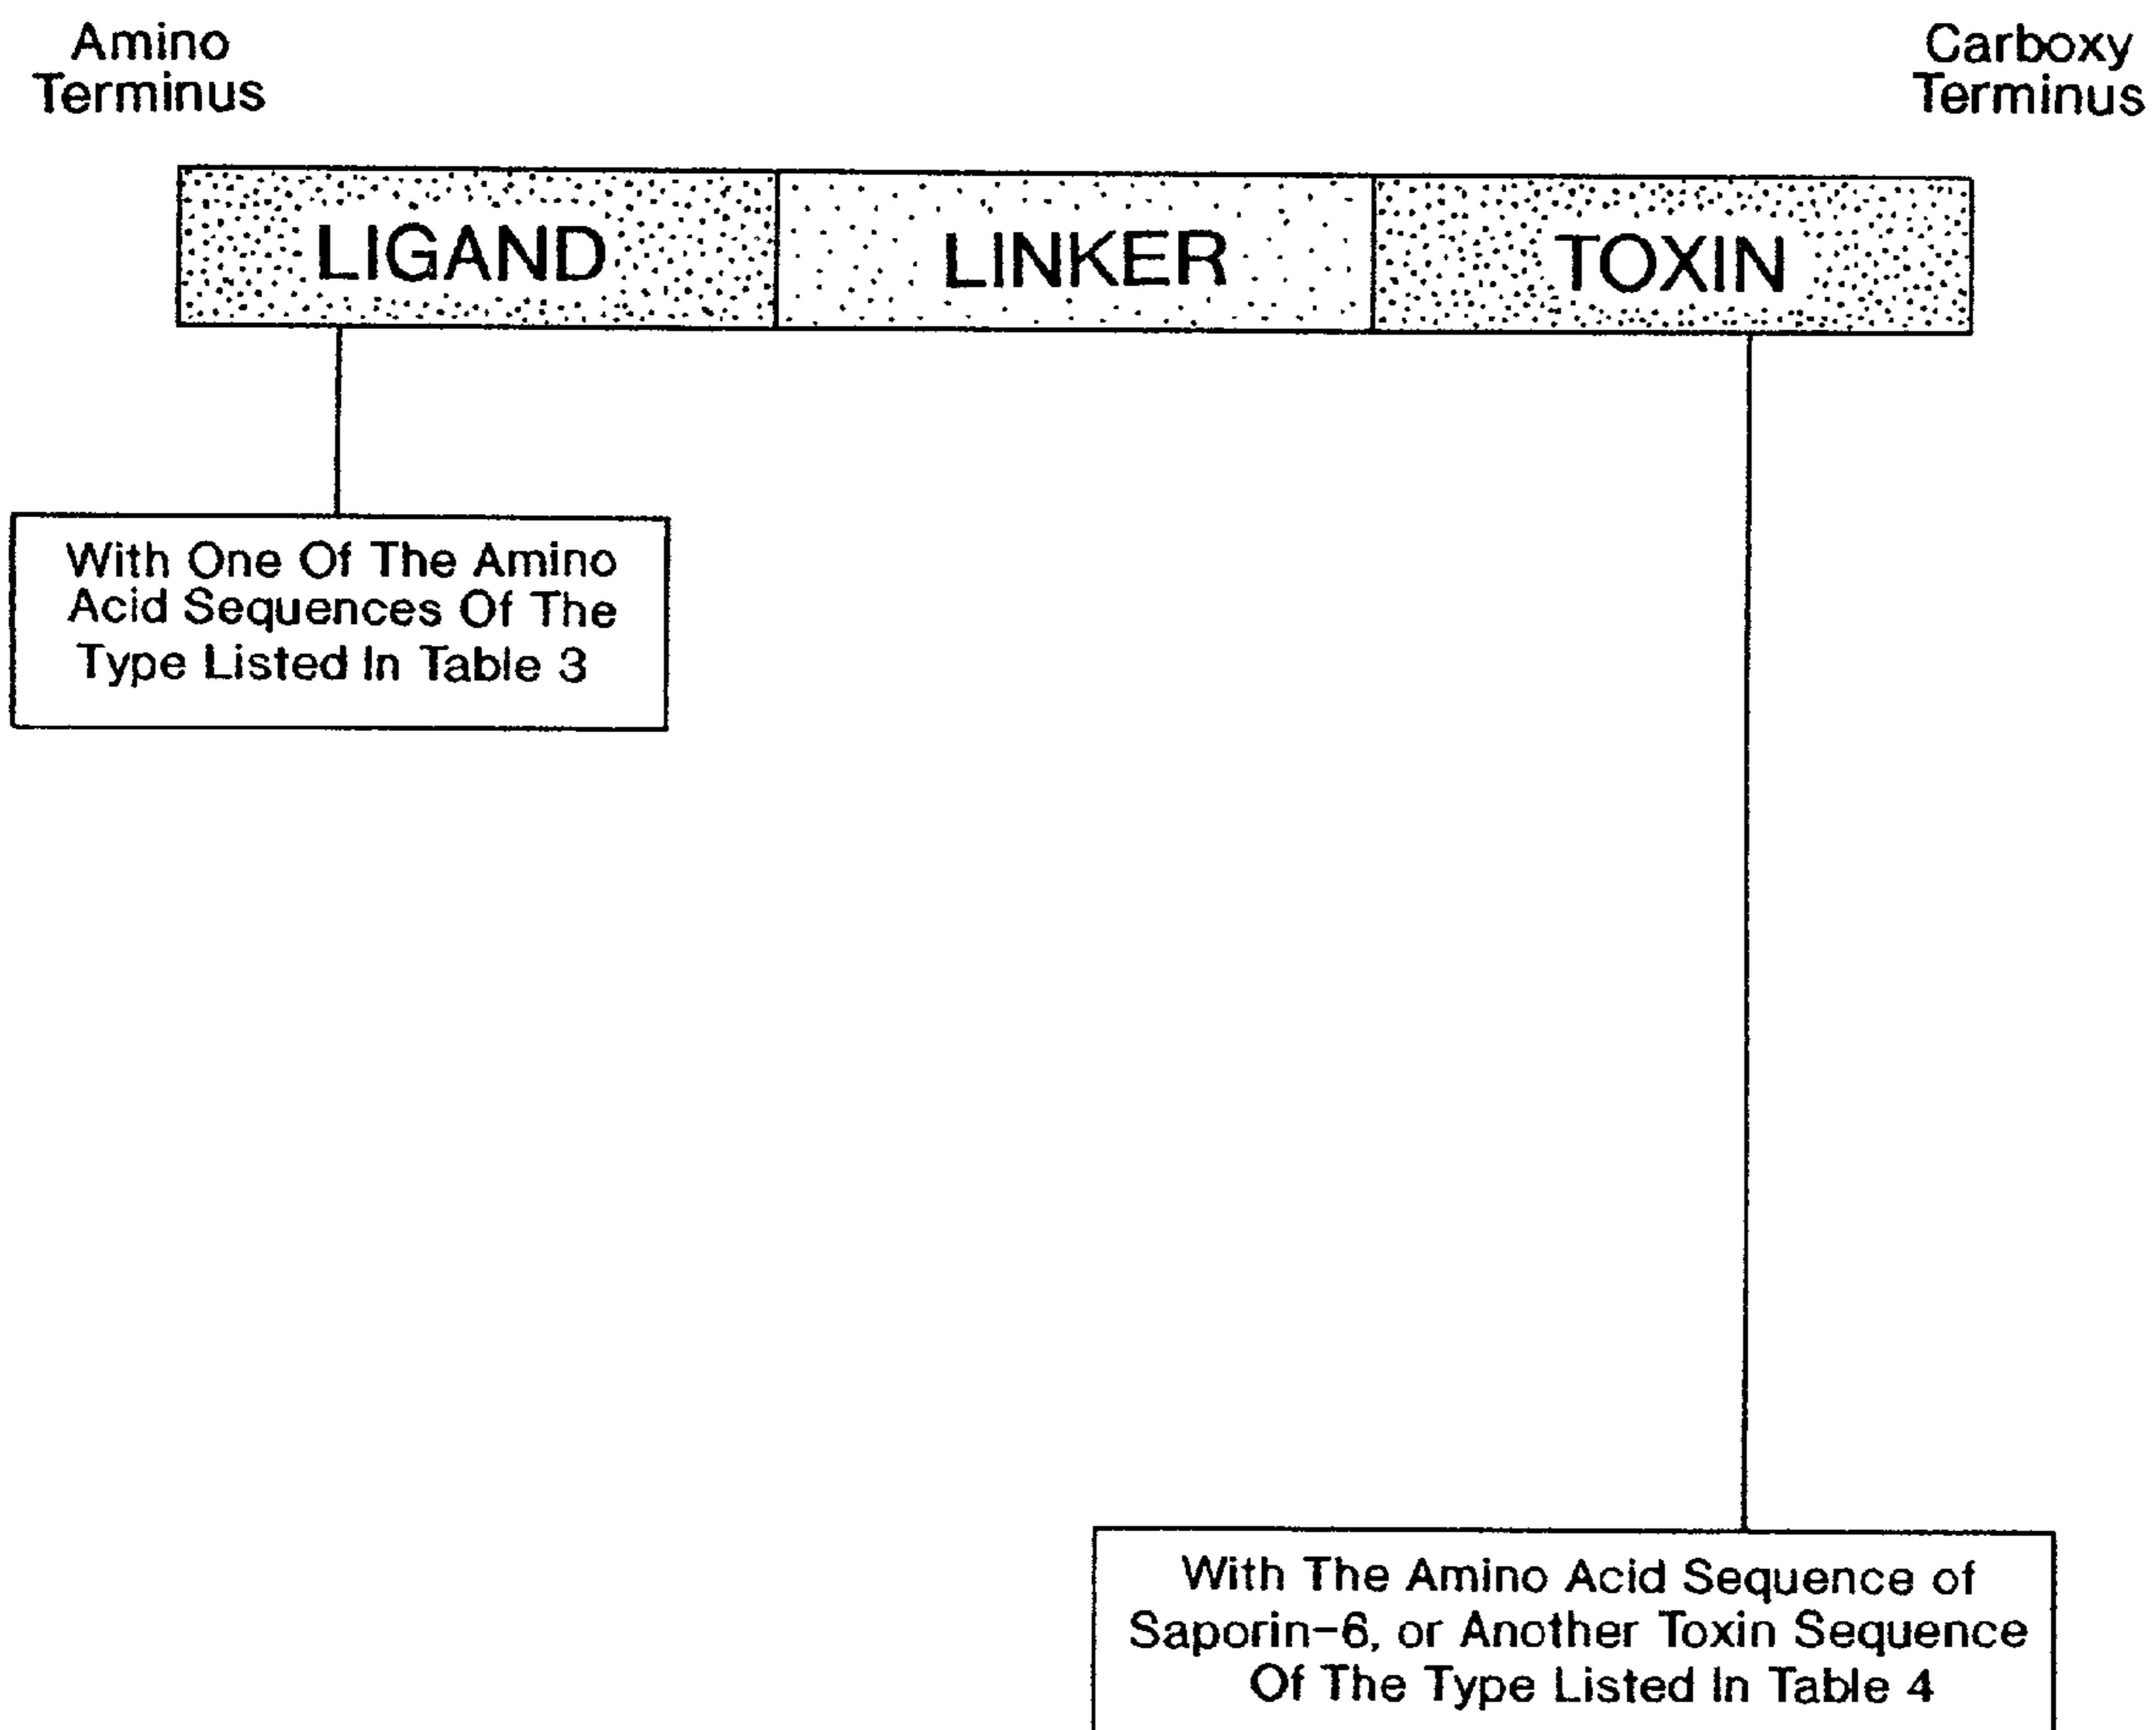 Amino
Terminus
Carboxy
Terminus
LIGAND
LINKER
TOXIN
With One Of The Amino
Acid Sequences Of The
Type Listed In Table 3
With The Amino Acid Sequence of
Saporin-6, or Another Toxin Sequence
Of The Type Listed In Table 4